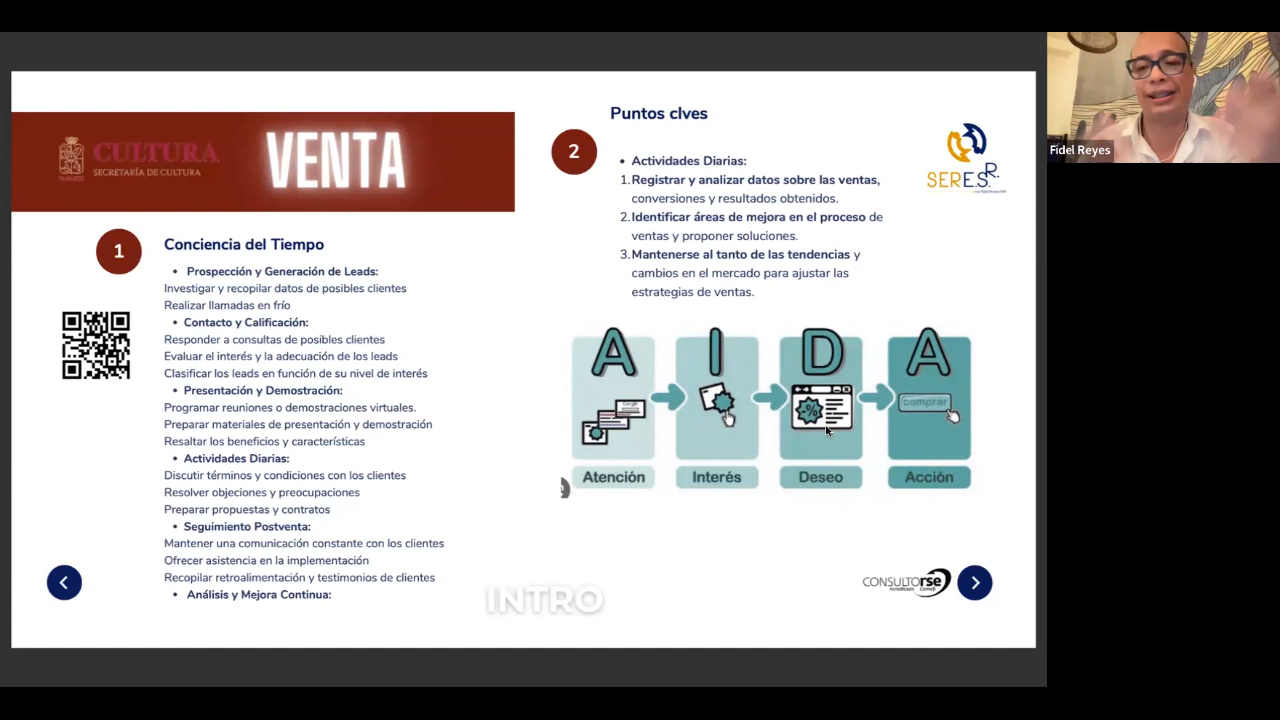 CULTURA
SECRETARÍA DE CULTURA
VENTA
1
Conciencia del Tiempo
• Prospección y Generación de Leads:
Investigar y recopilar datos de posibles clientes
Realizar llamadas en frío
• Contacto y Calificación:
Responder a consultas de posibles clientes
Evaluar el interés y la adecuación de los leads
Clasificar los leads en función de su nivel de interés
• Presentación y Demostración:
Programar reuniones o demostraciones virtuales.
Preparar materiales de presentación y demostración
Resaltar los beneficios y características
• Actividades Diarias:
Discutir términos y condiciones con los clientes
Resolver objeciones y preocupaciones
Preparar propuestas y contratos
• Seguimiento Postventa:
Mantener una comunicación constante con los clientes
Ofrecer asistencia en la implementación
Recopilar retroalimentación y testimonios de clientes
• Análisis y Mejora Continua:
INTRO
Puntos clves
2
• Actividades Diarias:
1. Registrar y analizar datos sobre las ventas,
conversiones y resultados obtenidos.
2. Identificar áreas de mejora en el proceso de
ventas y proponer soluciones.
3. Mantenerse al tanto de las tendencias y
cambios en el mercado para ajustar las
estrategias de ventas.
SERE.S.R.
A I D A
Google
%
comprar
Atención Interés Deseo Acción
CONSULTORSE
Acreditado Cemefi
Fidel Reyes